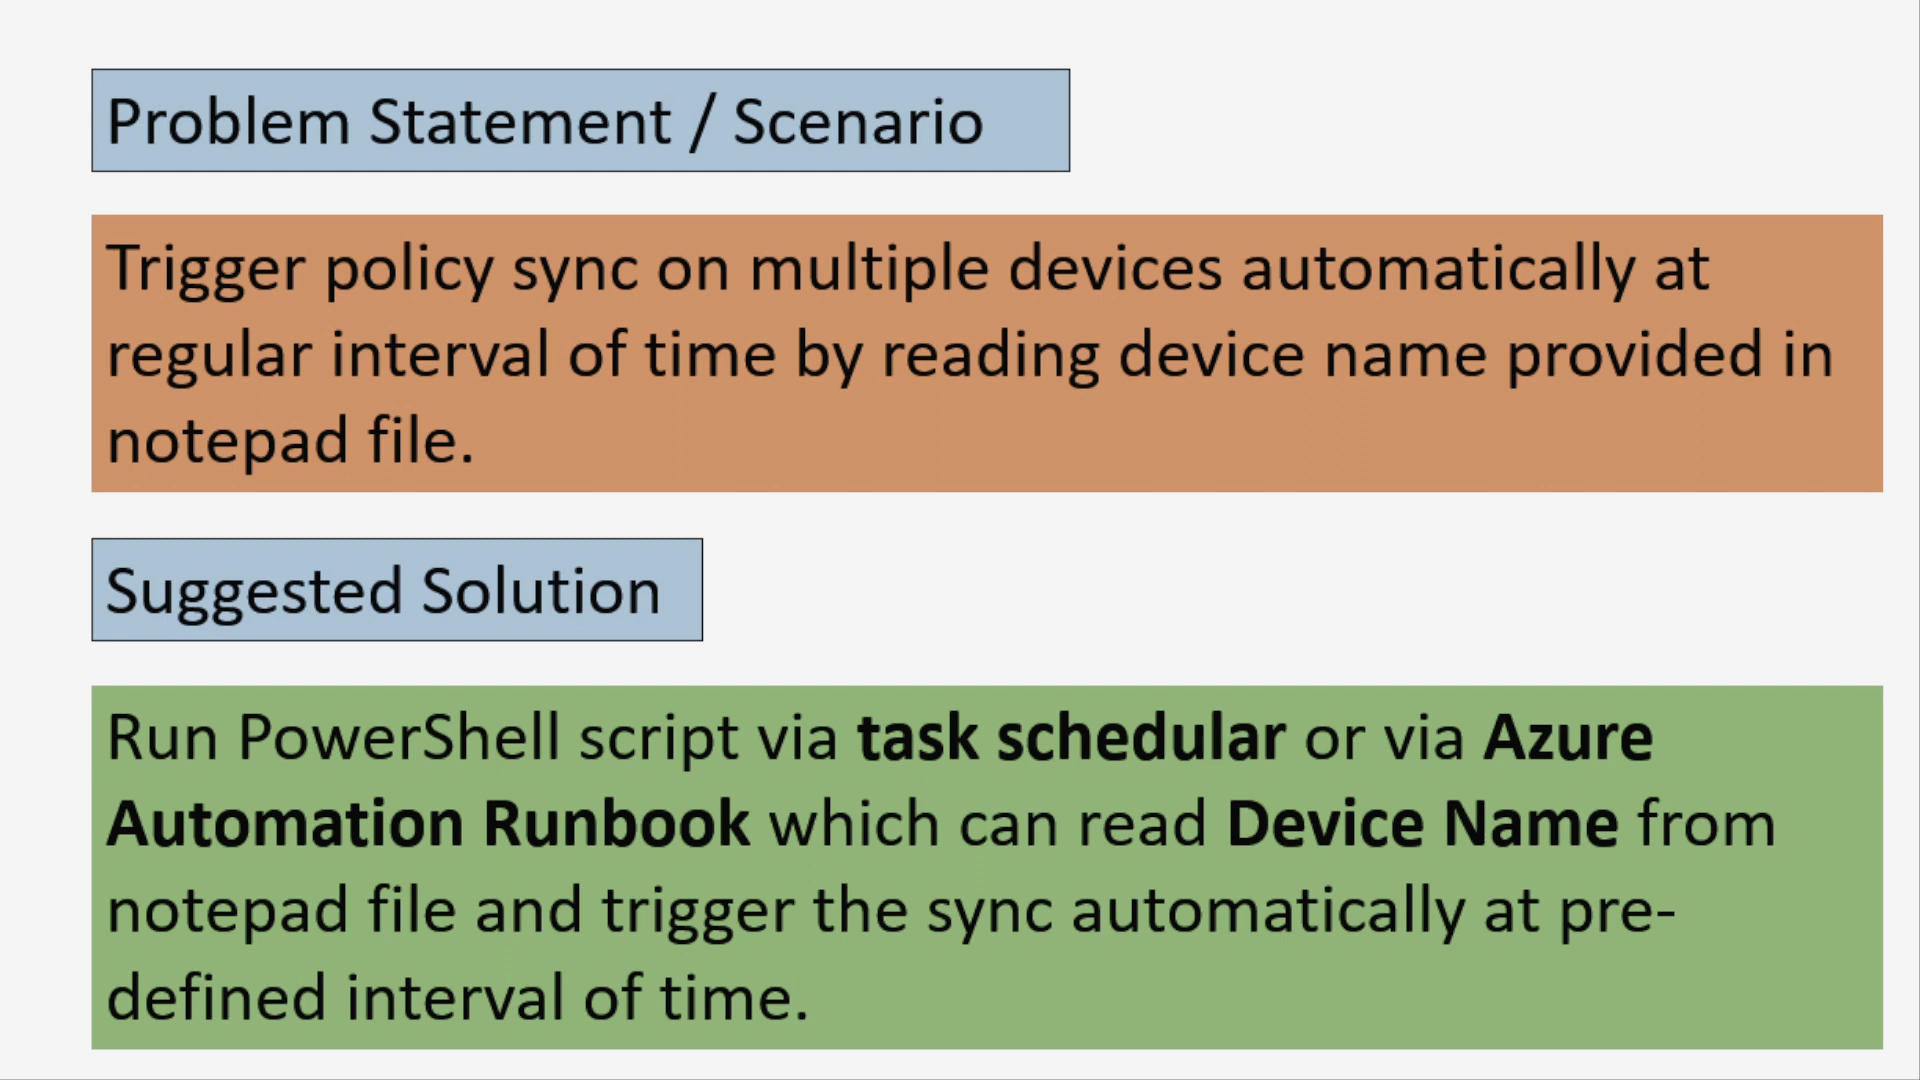 Problem Statement / Scenario
Trigger policy sync on multiple devices automatically at
regular interval of time by reading device name provided in
notepad file.
Suggested Solution
Run PowerShell script via task schedular or via Azure
Automation Runbook which can read Device Name from
notepad file and trigger the sync automatically at pre-
defined interval of time.